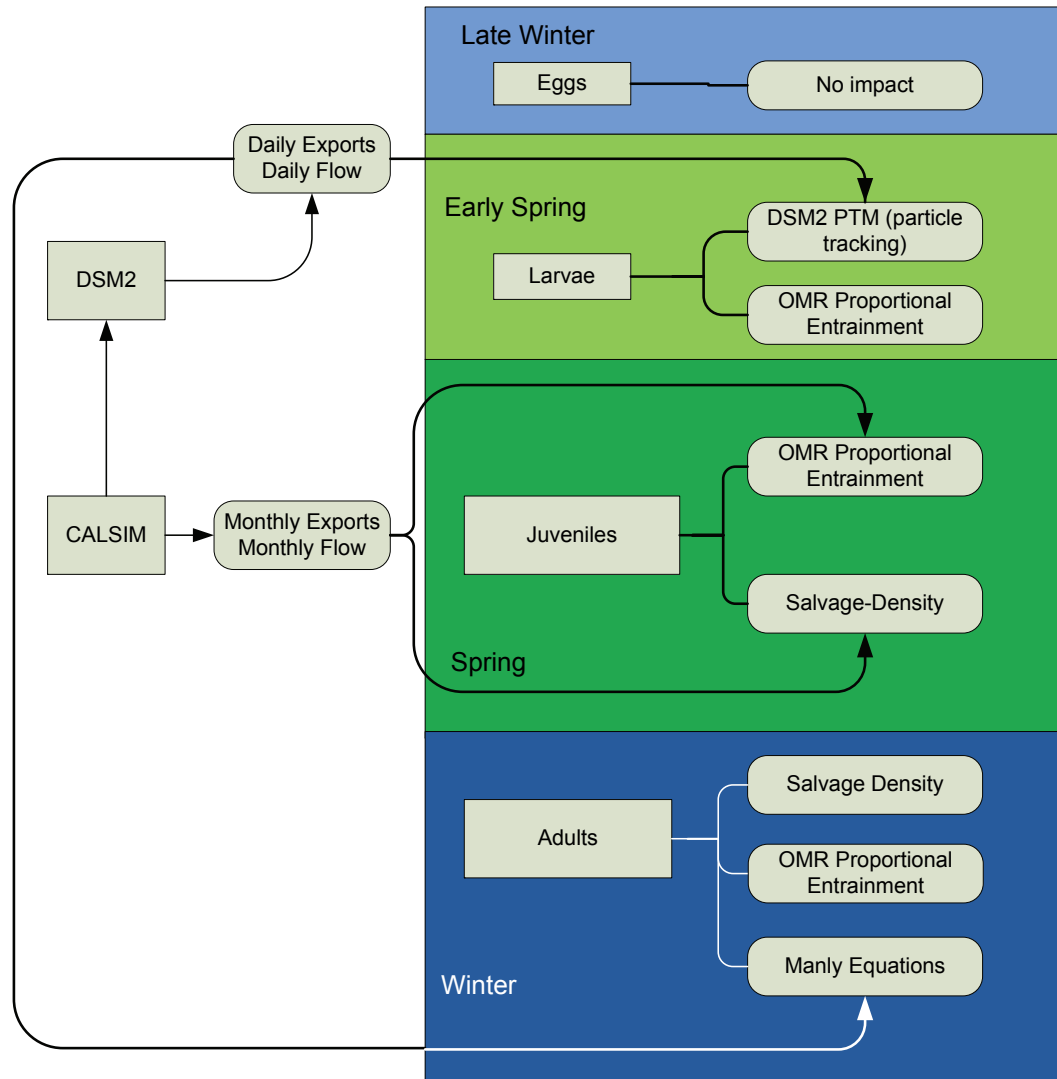 Late Winter
Eggs
No impact
Daily Exports
Daily Flow
Early Spring
DSM2 PTM (particle
tracking)
DSM2
Larvae
OMR Proportional
Entrainment
OMR Proportional
Entrainment
CALSIM
Monthly Exports
Monthly Flow
Juveniles
Salvage-Density
Spring
Salvage Density
Adults
OMR Proportional
Entrainment
Manly Equations
Winter